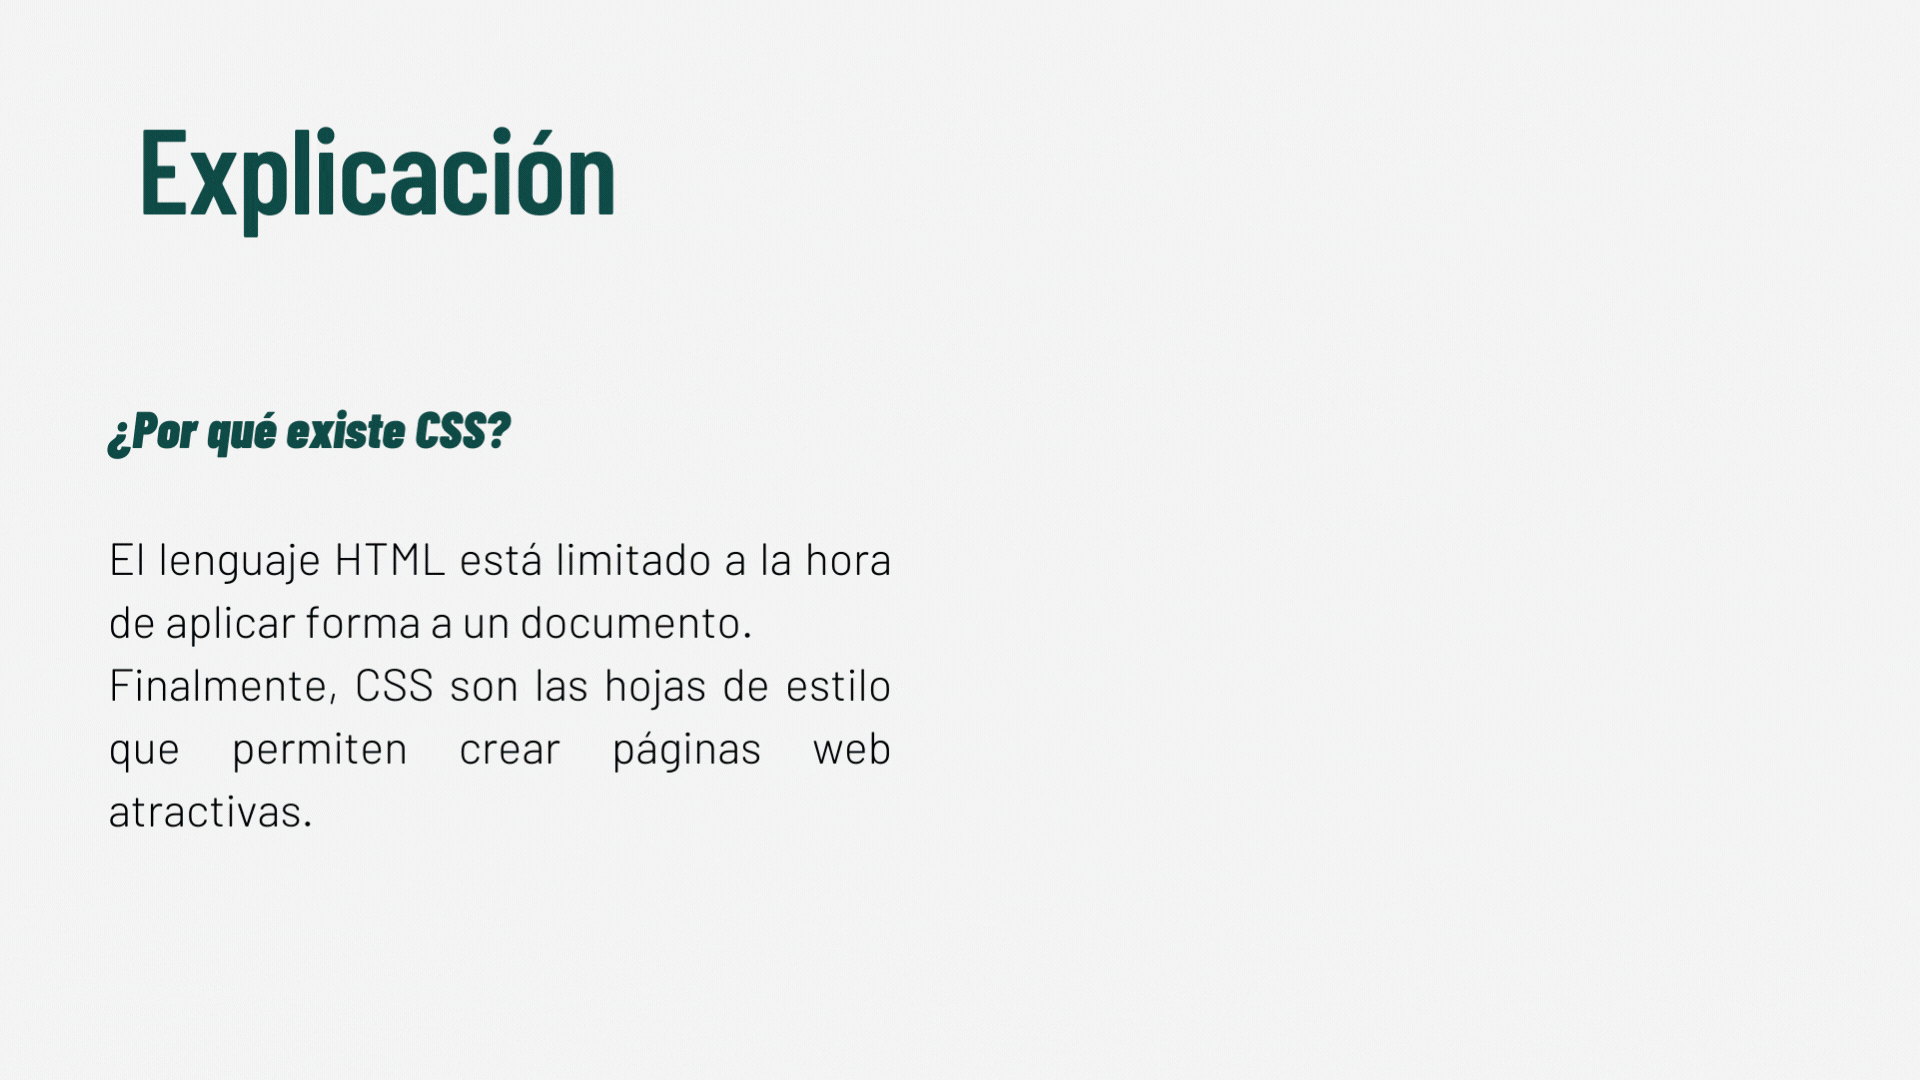 Explicación
¿Por qué existe CSS?
El lenguaje HTML está limitado a la hora
de aplicar forma a un documento.
Finalmente, CSS son las hojas de estilo
que permiten crear páginas web
atractivas.